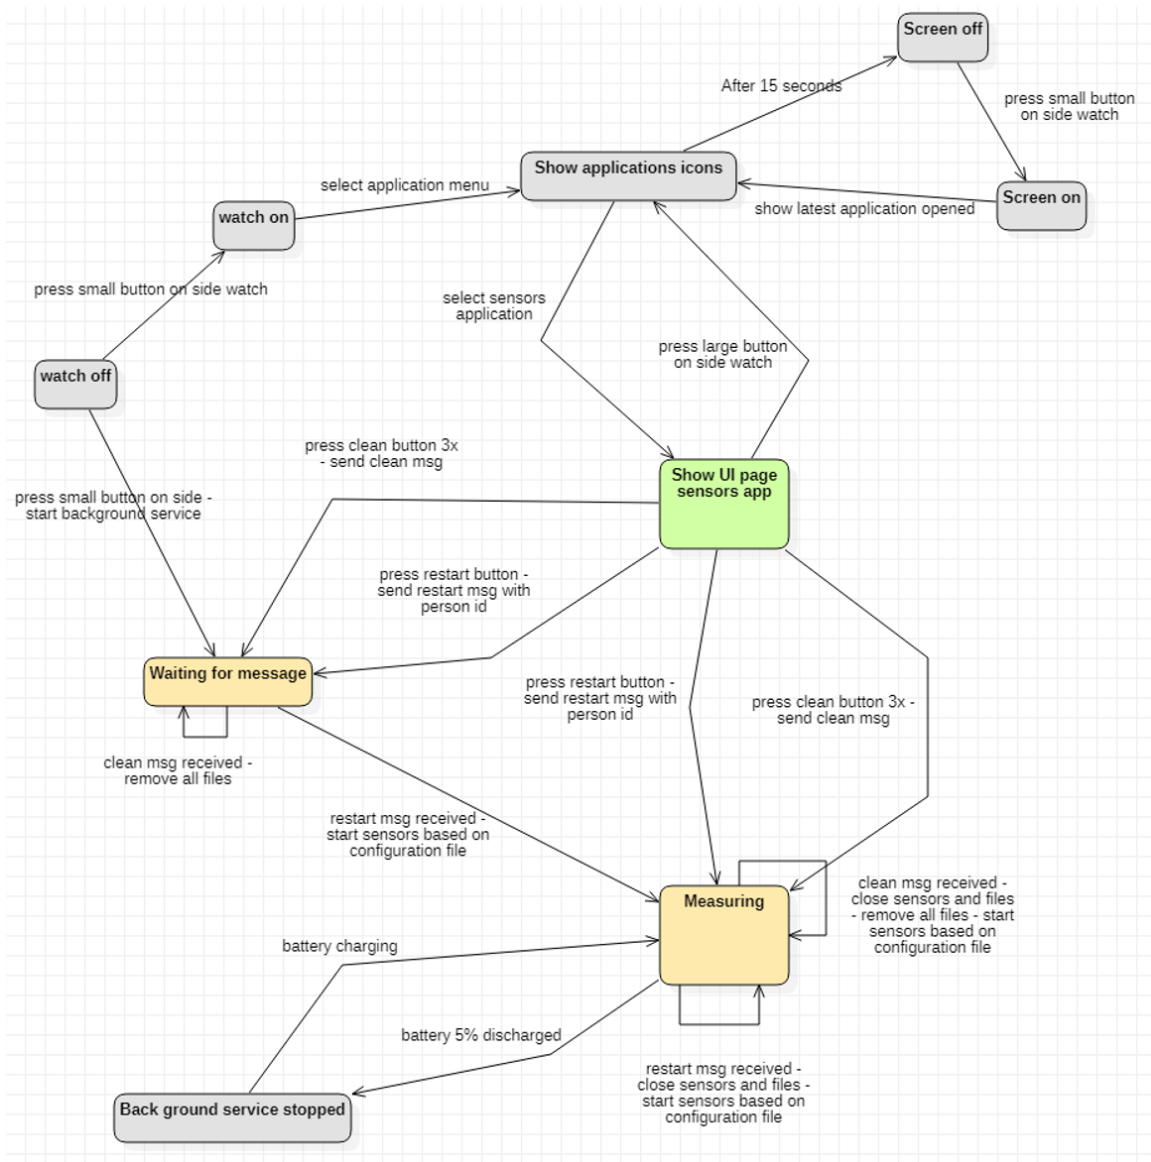 Screen off
After 15 seconds
press small button
on side watch
Show applications icons
select application menu
Screen on
show latest application opened
watch on
press small button on side watch
select sensors
application
press large button
on side watch
watch off
press clean button 3x
- send clean msg
Show UI page
sensors app
press small button on side -
start background service
press restart button -
send restart msg with
person id
Waiting for message
press restart button -
send restart msg with
person id
press clean button 3x -
send clean msg
clean msg received -
remove all files
restart msg received -
start sensors based on
configuration file
Measuring
clean msg received -
close sensors and files
- remove all files - start
sensors based on
configuration file
battery charging
battery 5% discharged
restart msg received -
close sensors and files -
start sensors based on
configuration file
Back ground service stopped